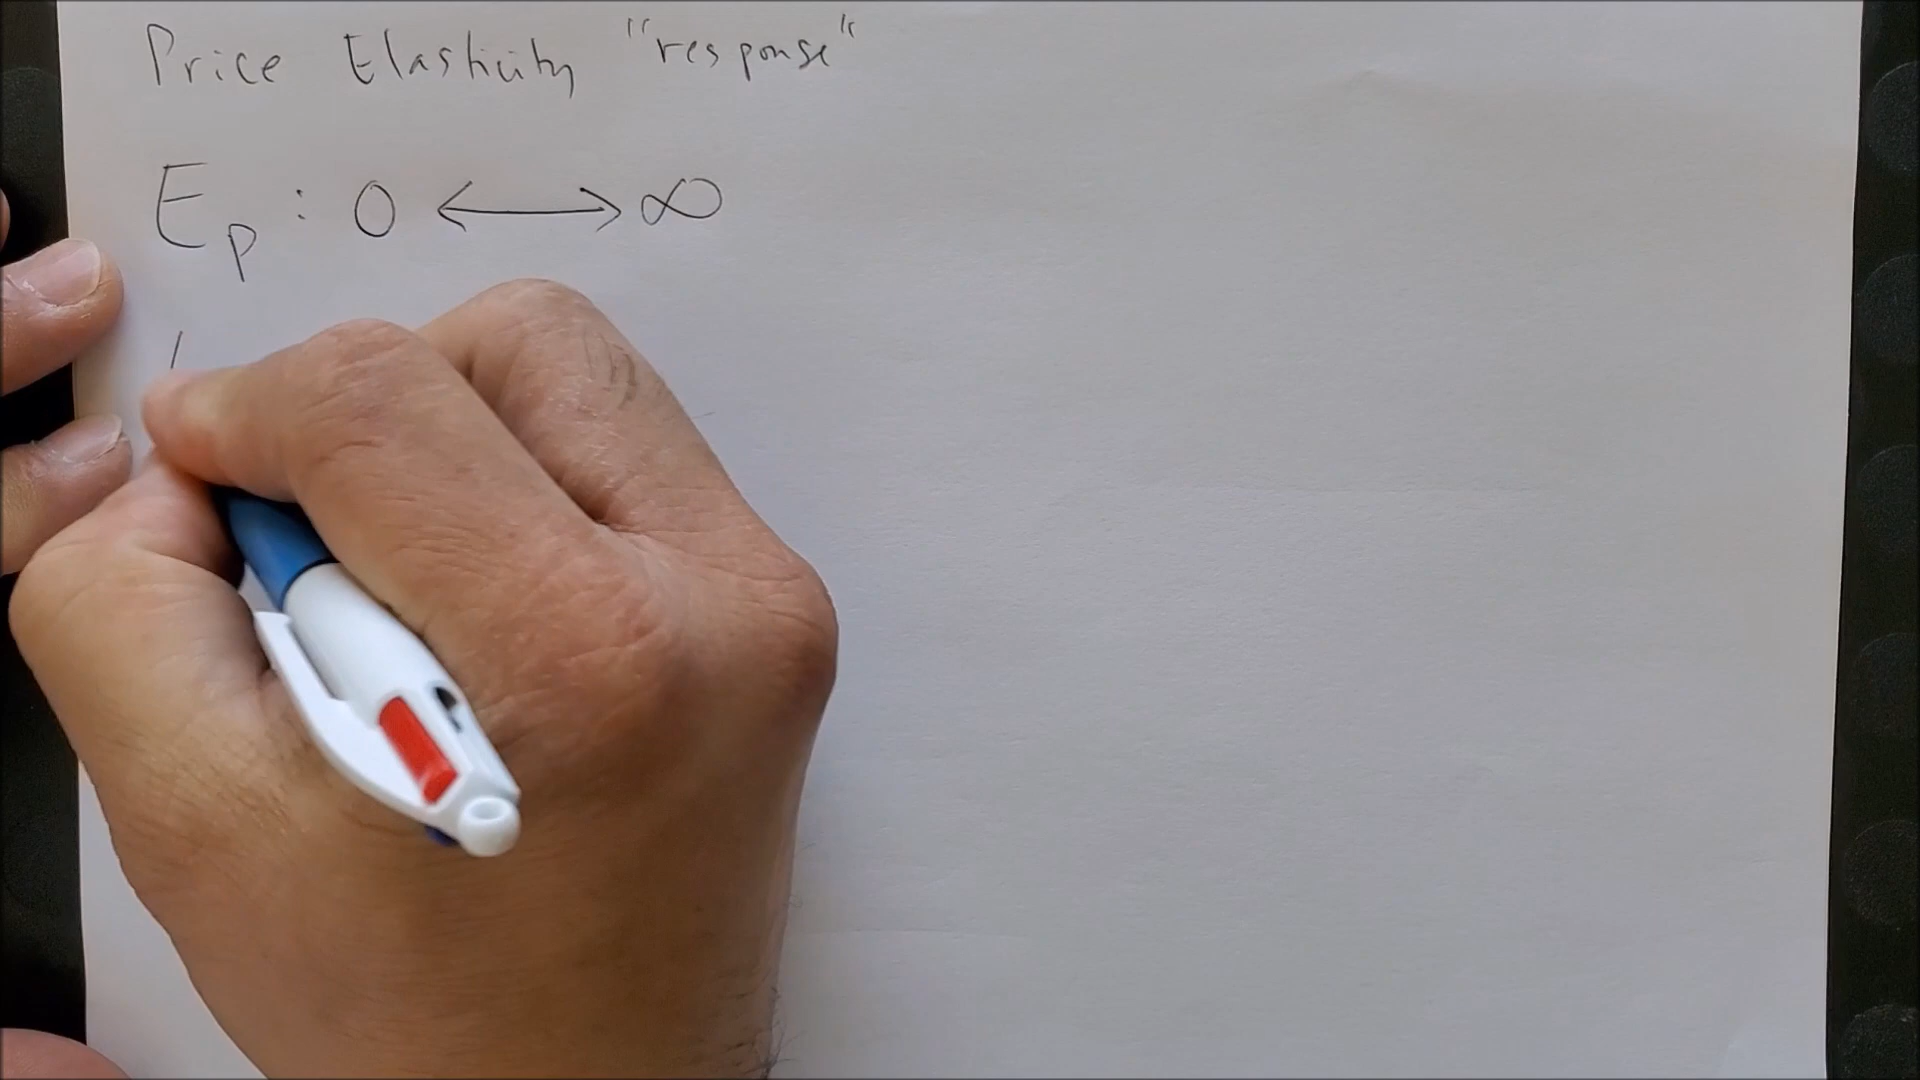 Price Elasticity "response"
Ep : 0 ↔ ∞